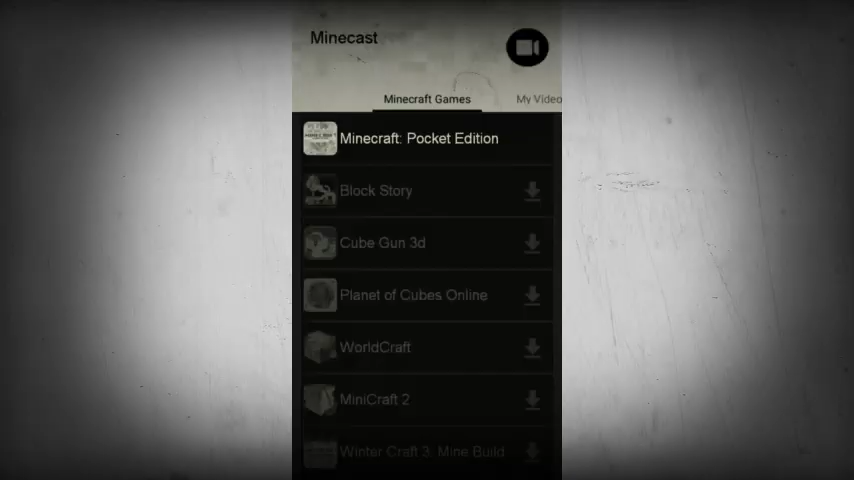 Minecast
Minecraft Games
My Video
Minecraft: Pocket Edition
Block Story
Cube Gun 3d
Planet of Cubes Online
WorldCraft
MiniCraft 2
Winter Craft 3: Mine Build